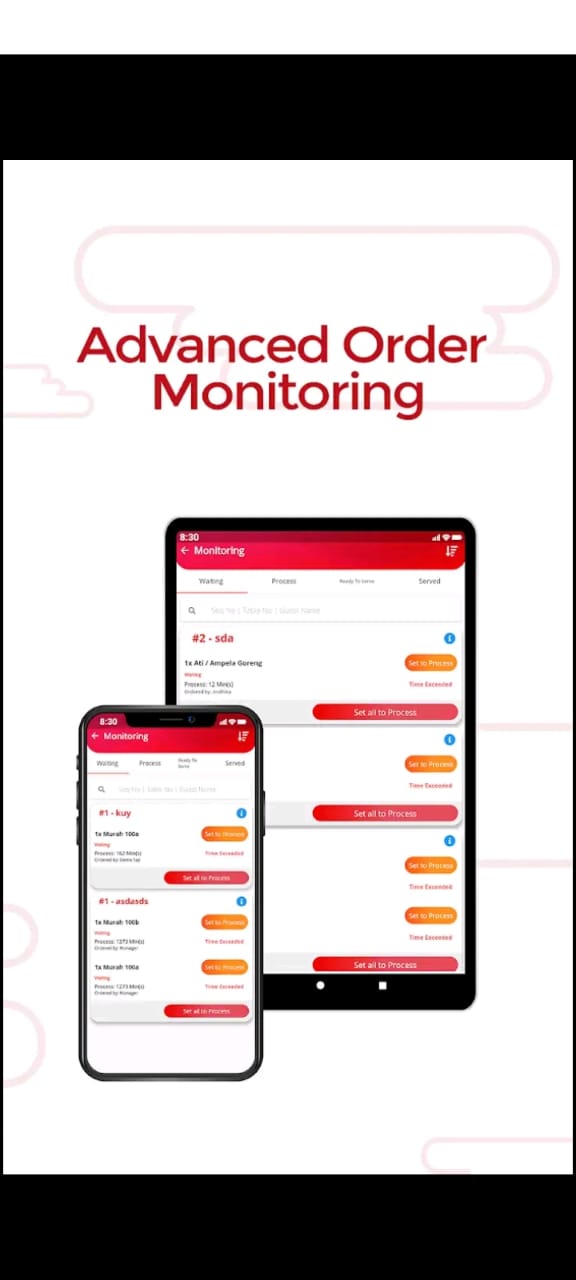 Advanced Order
Monitoring
8:30
Monitoring
Waiting
Process
Ready To Serve
Served
Seq No | Table No | Guest Name
#2 - sda
1x Ati / Ampela Goreng
Set to Process
Waiting
Process: 12 Min(s)
Time Exceeded
Ordered by: Andhika
Set all to Process
Set to Process
Time Exceeded
Set all to Process
Set to Process
Time Exceeded
Set to Process
Time Exceeded
Set all to Process
8:30
Monitoring
Waiting
Process
Ready To
Serve
Served
Seq No | Table No | Guest Name
#1 - kuy
1x Murah 100a
Set to Process
Waiting
Process: 162 Min(s)
Time Exceeded
Ordered by:
Set all to Process
#1 - asdasds
1x Murah 100b
Set to Process
Waiting
Process: 1273 Min(s)
Time Exceeded
Ordered by: Manager
1x Murah 100a
Set to Process
Waiting
Process: 1273 Min(s)
Time Exceeded
Ordered by: Manager
Set all to Process